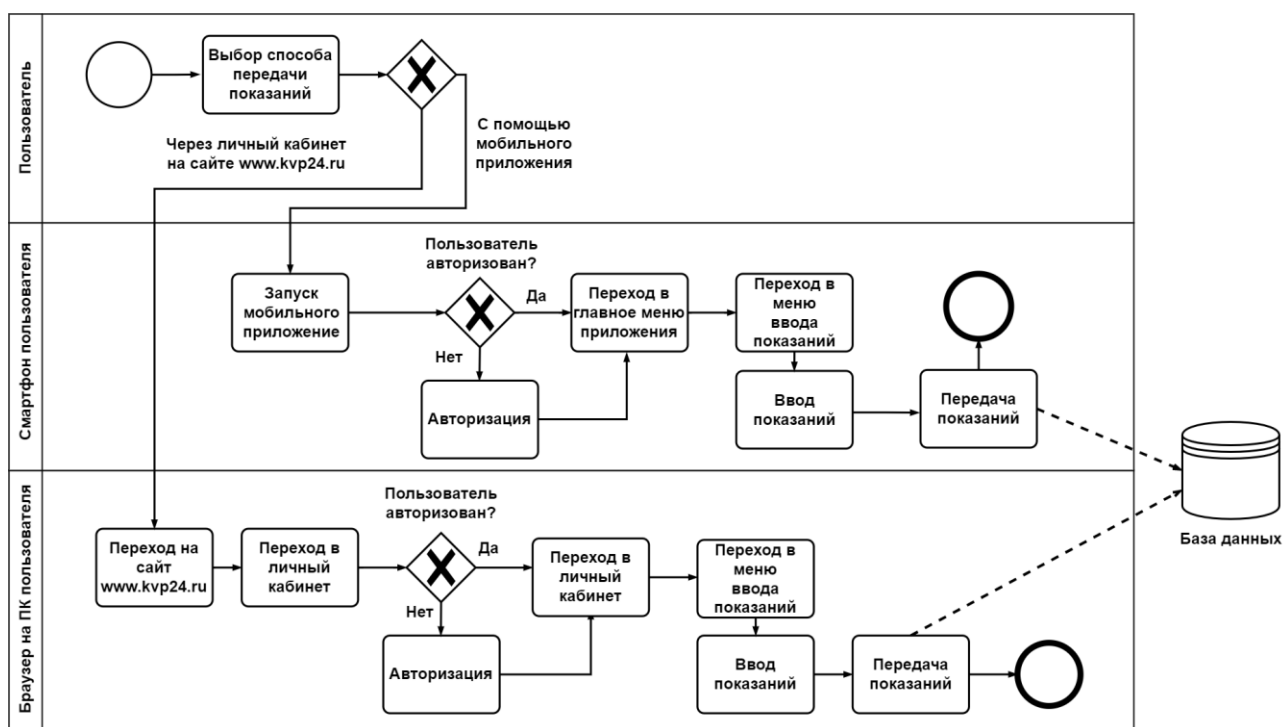 Пользователь
Выбор способа
передачи
показаний
Через личный кабинет
на сайте www.kvp24.ru
С помощью
мобильного
приложения
Смартфон пользователя
Запуск
мобильного
приложение
Пользователь
авторизован?
Да
Нет
Авторизация
Переход в
главное меню
приложения
Переход в
меню
ввода
показаний
Ввод
показаний
Передача
показаний
База данных
Браузер на ПК пользователя
Переход на
сайт
www.kvp24.ru
Переход в
личный
кабинет
Пользователь
авторизован?
Да
Нет
Авторизация
Переход в
личный
кабинет
Переход в
меню
ввода
показаний
Ввод
показаний
Передача
показаний